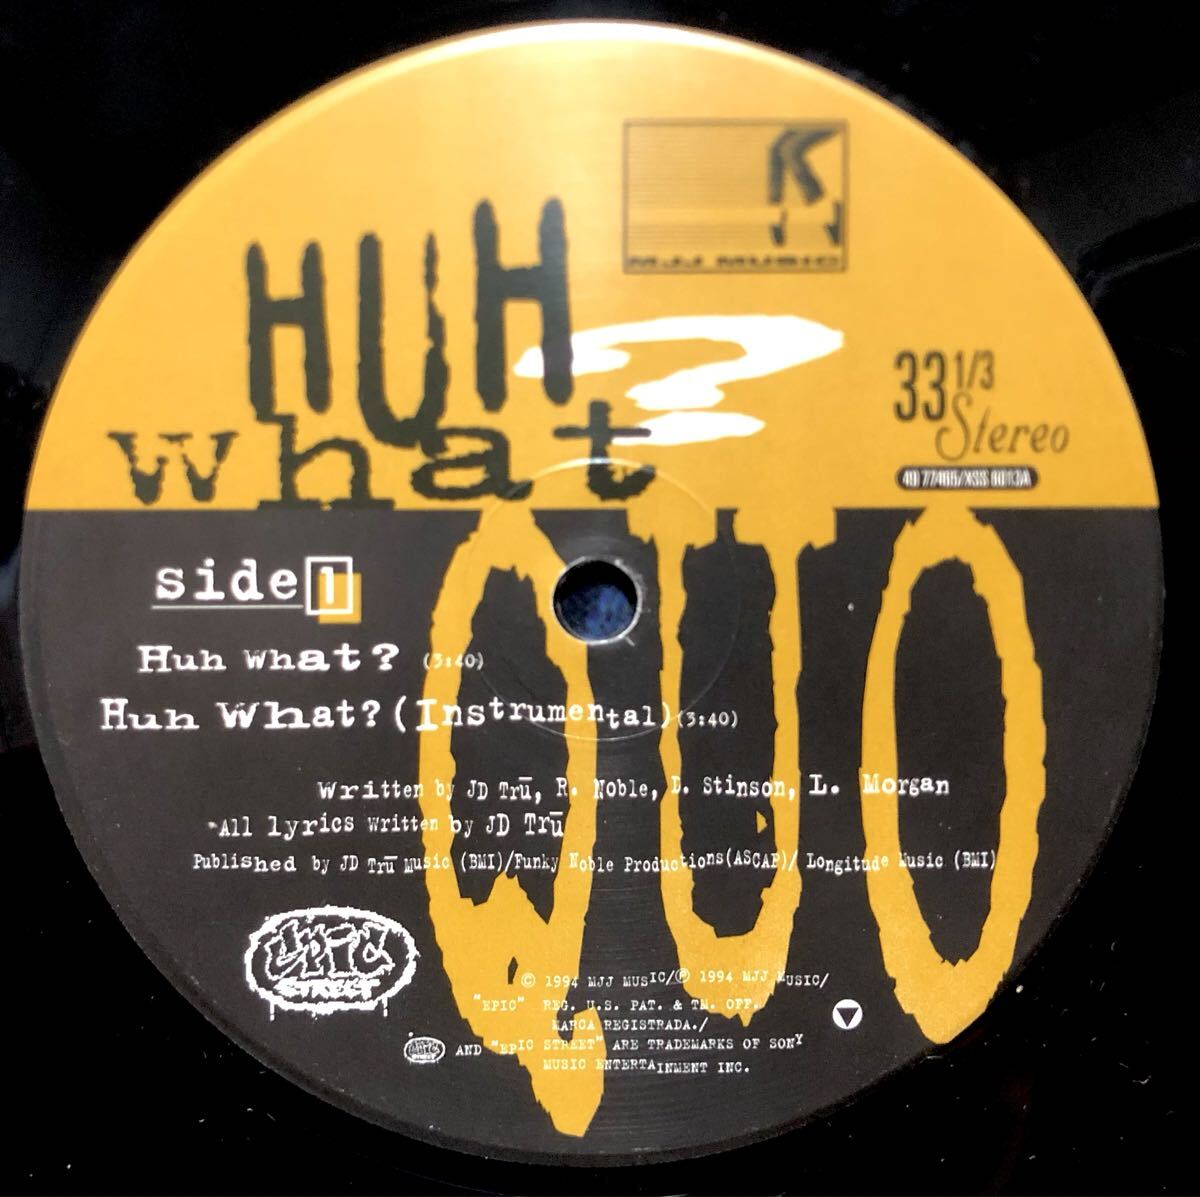 MJJ MUSIC
HUH
what?
33 1/3
Stereo
49 77465/XSS 8013A
QUO
side 1
Huh What? (3:40)
Huh What? (Instrumental) (3:40)
Written by JD Trū, R. Noble, D. Stinson, L. Morgan
All lyrics written by JD Trū
Published by JD Trū Music (BMI)/Funky Noble Productions(ASCAP)/ Longitude Music (BMI)
epic
STREET
© 1994 MJJ MUSIC/℗ 1994 MJJ MUSIC/
"EPIC" REG. U.S. PAT. & TM. OFF.
MARCA REGISTRADA./
epic STREET AND "EPIC STREET" ARE TRADEMARKS OF SONY
MUSIC ENTERTAINMENT INC.